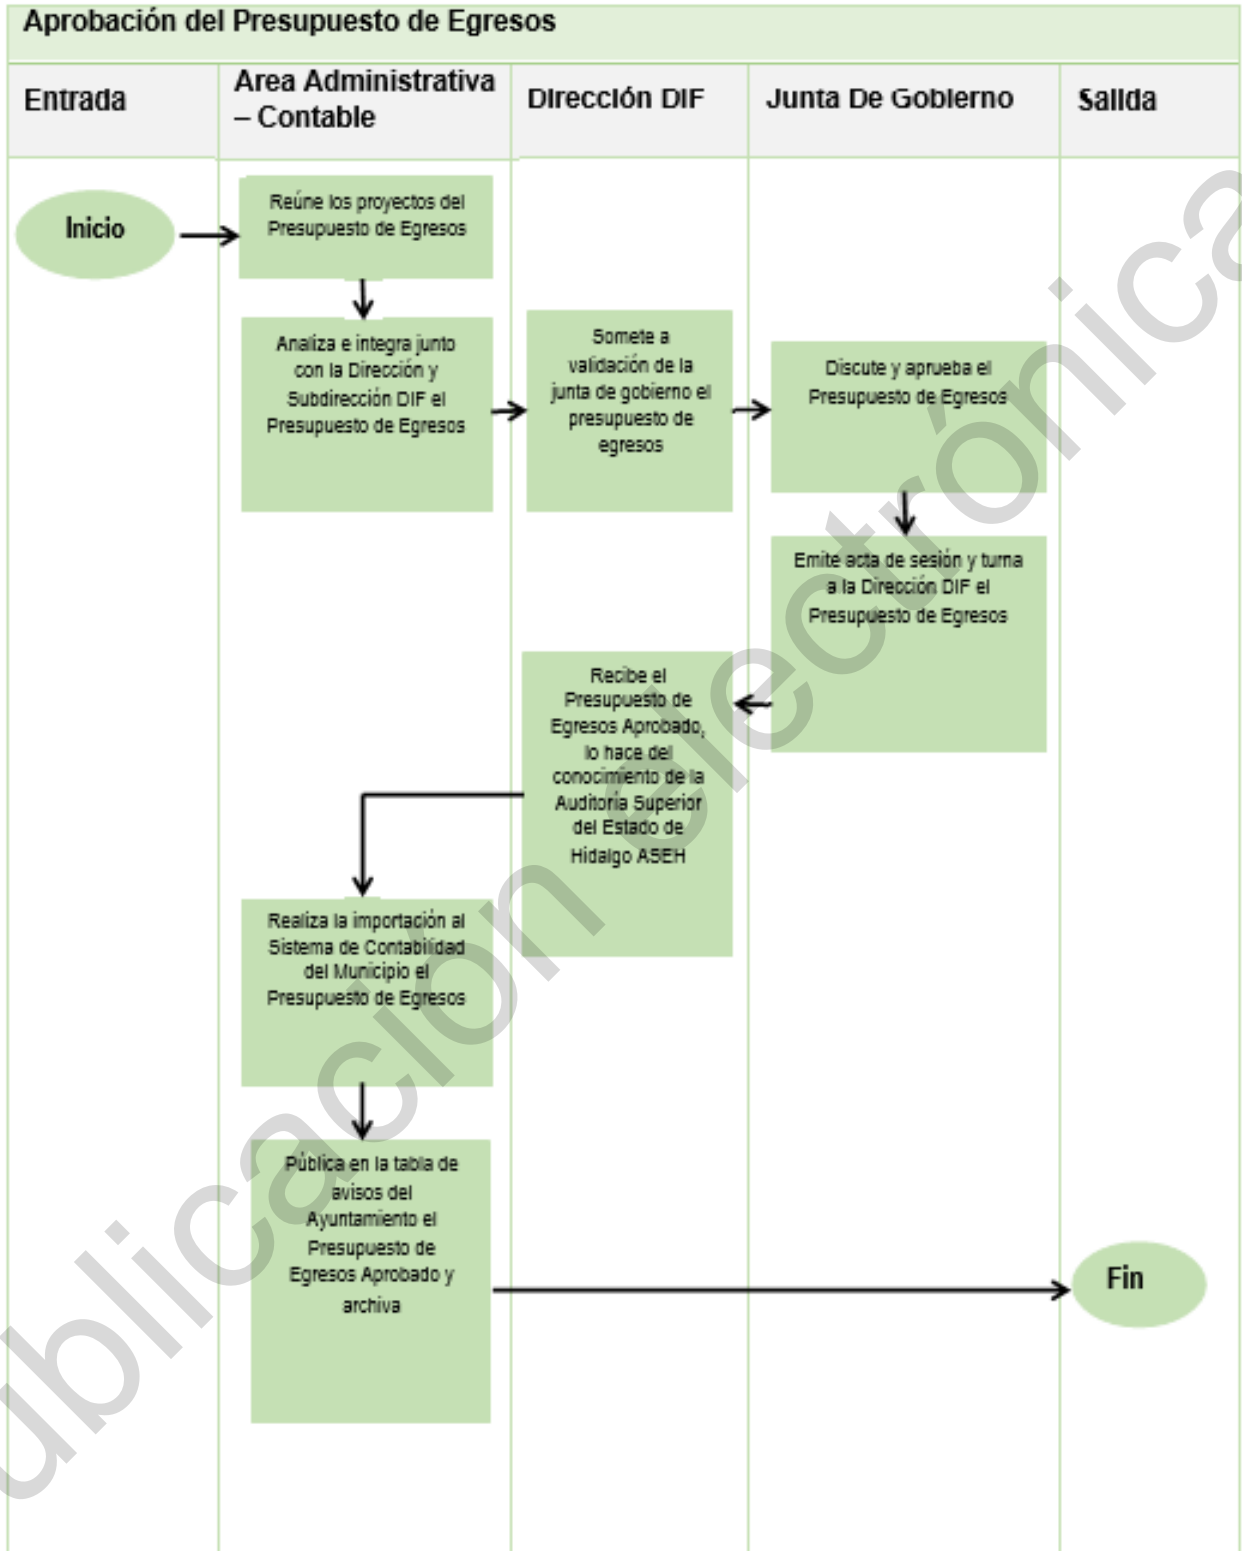 Aprobación del Presupuesto de Egresos
Entrada
Area Administrativa
– Contable
Dirección DIF
Junta De Gobierno
Salida
Inicio
Reúne los proyectos del
Presupuesto de Egresos
Analiza e integra junto
con la Dirección y
Subdirección DIF el
Presupuesto de Egresos
Somete a
validación de la
junta de gobierno el
presupuesto de
egresos
Discute y aprueba el
Presupuesto de Egresos
Emite acta de sesión y turna
a la Dirección DIF el
Presupuesto de Egresos
Recibe el
Presupuesto de
Egresos Aprobado,
lo hace del
conocimiento de la
Auditoría Superior
del Estado de
Hidalgo ASEH
Realiza la importación al
Sistema de Contabilidad
del Municipio el
Presupuesto de Egresos
Pública en la tabla de
avisos del
Ayuntamiento el
Presupuesto de
Egresos Aprobado y
archiva
Fin
ublicación electrónica